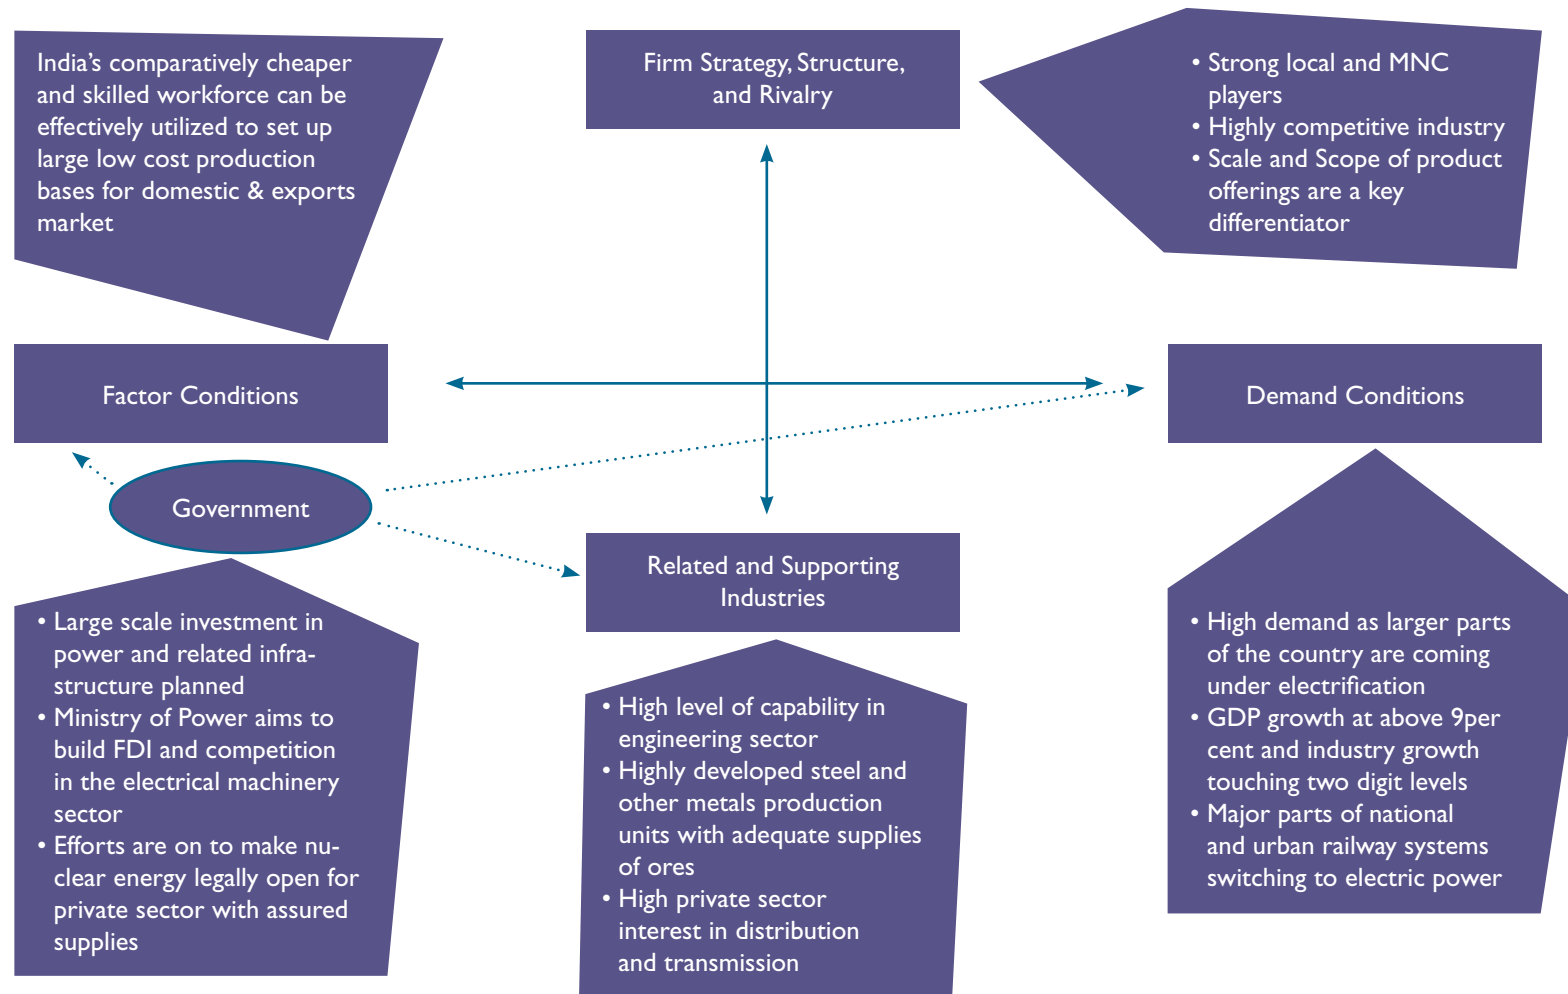 India's comparatively cheaper
and skilled workforce can be
effectively utilized to set up
large low cost production
bases for domestic & exports
market
Firm Strategy, Structure,
and Rivalry
• Strong local and MNC
players
• Highly competitive industry
• Scale and Scope of product
offerings are a key
differentiator
Factor Conditions
Demand Conditions
Government
Related and Supporting
Industries
• Large scale investment in
power and related infra-
structure planned
• Ministry of Power aims to
build FDI and competition
in the electrical machinery
sector
• Efforts are on to make nu-
clear energy legally open for
private sector with assured
supplies
• High level of capability in
engineering sector
• Highly developed steel and
other metals production
units with adequate supplies
of ores
• High private sector
interest in distribution
and transmission
• High demand as larger parts
of the country are coming
under electrification
• GDP growth at above 9per
cent and industry growth
touching two digit levels
• Major parts of national
and urban railway systems
switching to electric power